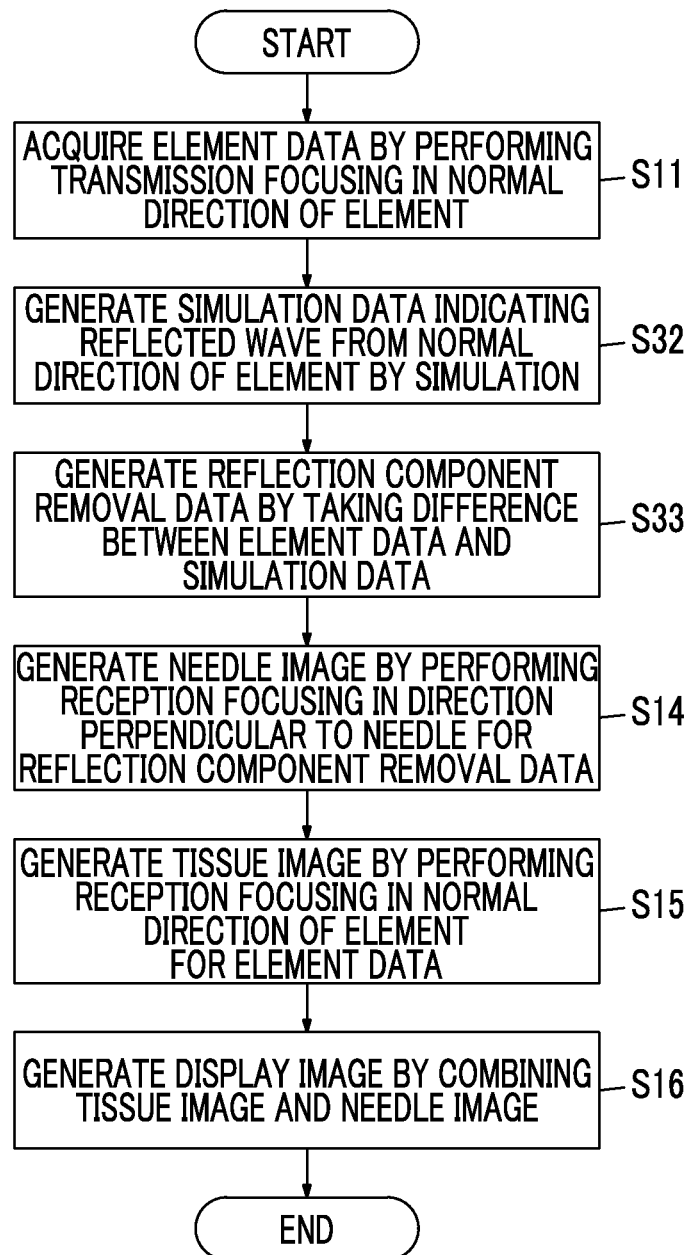 START
ACQUIRE ELEMENT DATA BY PERFORMING
TRANSMISSION FOCUSING IN NORMAL
DIRECTION OF ELEMENT
S11
GENERATE SIMULATION DATA INDICATING
REFLECTED WAVE FROM NORMAL
DIRECTION OF ELEMENT BY SIMULATION
S32
GENERATE REFLECTION COMPONENT
REMOVAL DATA BY TAKING DIFFERENCE
BETWEEN ELEMENT DATA AND
SIMULATION DATA
S33
GENERATE NEEDLE IMAGE BY PERFORMING
RECEPTION FOCUSING IN DIRECTION
PERPENDICULAR TO NEEDLE FOR
REFLECTION COMPONENT REMOVAL DATA
S14
GENERATE TISSUE IMAGE BY PERFORMING
RECEPTION FOCUSING IN NORMAL
DIRECTION OF ELEMENT
FOR ELEMENT DATA
S15
GENERATE DISPLAY IMAGE BY COMBINING
TISSUE IMAGE AND NEEDLE IMAGE
S16
END